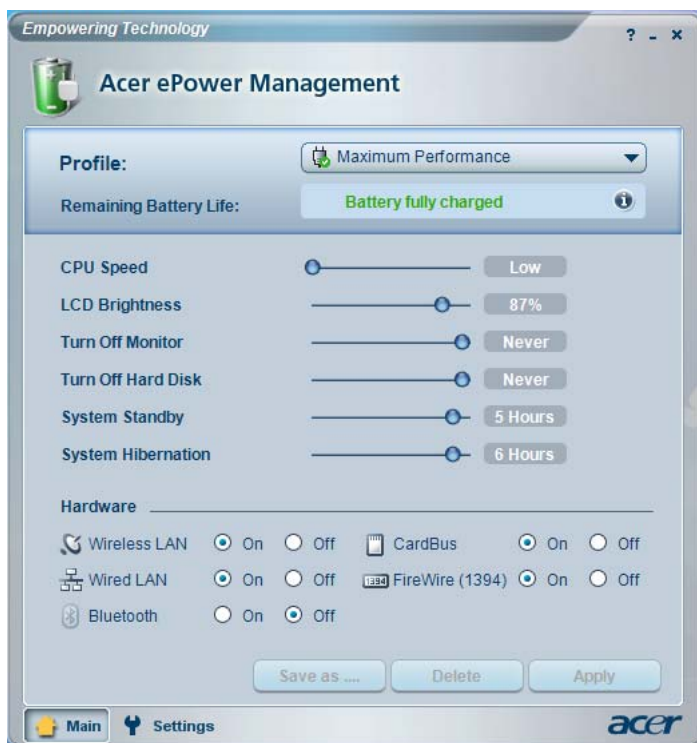 Empowering Technology
? - x
Acer ePower Management
Profile: Maximum Performance
Remaining Battery Life: Battery fully charged
CPU Speed Low
LCD Brightness 87%
Turn Off Monitor Never
Turn Off Hard Disk Never
System Standby 5 Hours
System Hibernation 6 Hours
Hardware
Wireless LAN On Off CardBus On Off
Wired LAN On Off 1394 FireWire (1394) On Off
Bluetooth On Off
Save as .... Delete Apply
Main Settings acer